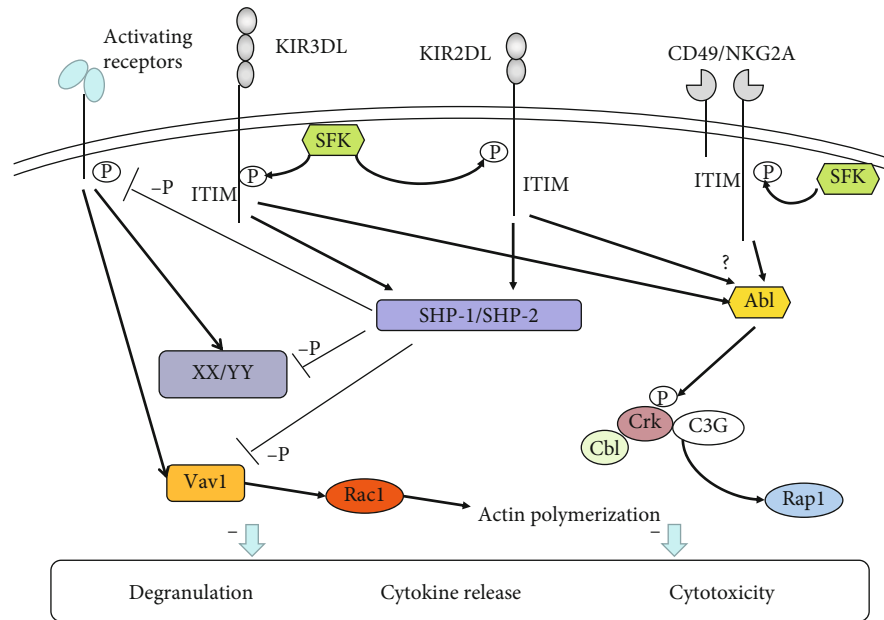 Activating
receptors
KIR3DL
KIR2DL
CD49/NKG2A
SFK
P
P
P
–P
ITIM
ITIM
ITIM
P
SFK
?
Abl
SHP-1/SHP-2
–P
XX/YY
P
Crk
C3G
Cbl
–P
Vav1
Rac1
Rap1
Actin polymerization
–
–
Degranulation
Cytokine release
Cytotoxicity